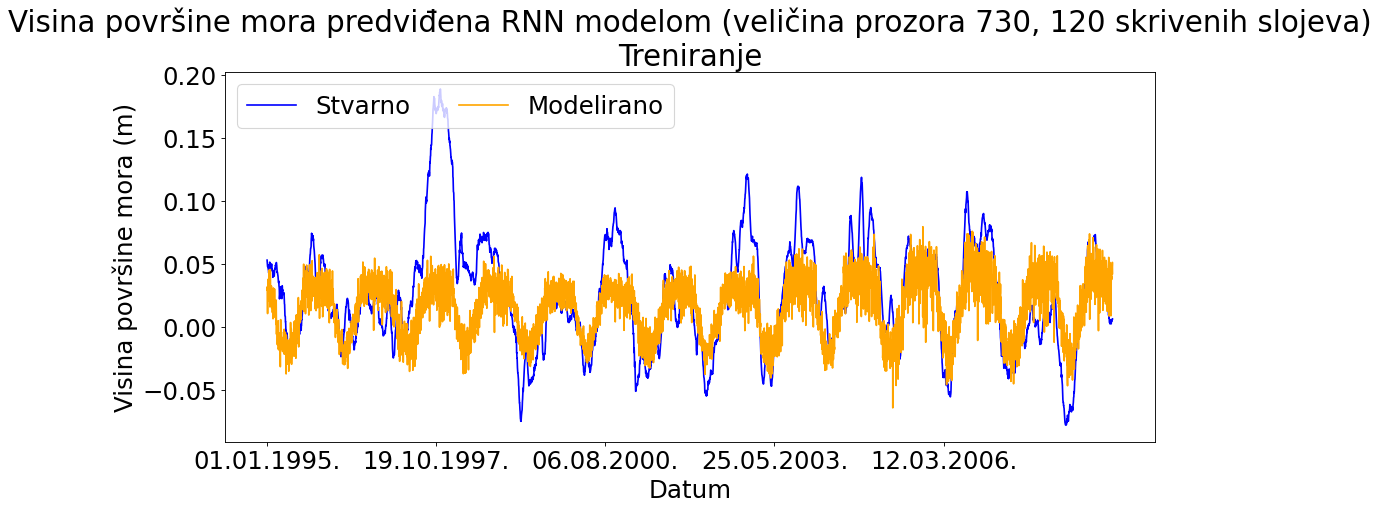 Visina površine mora predviđena RNN modelom (veličina prozora 730, 120 skrivenih slojeva)
Treniranje
Stvarno
Modelirano
Visina površine mora (m)
0.20
0.15
0.10
0.05
0.00
−0.05
01.01.1995.
19.10.1997.
06.08.2000.
25.05.2003.
12.03.2006.
Datum